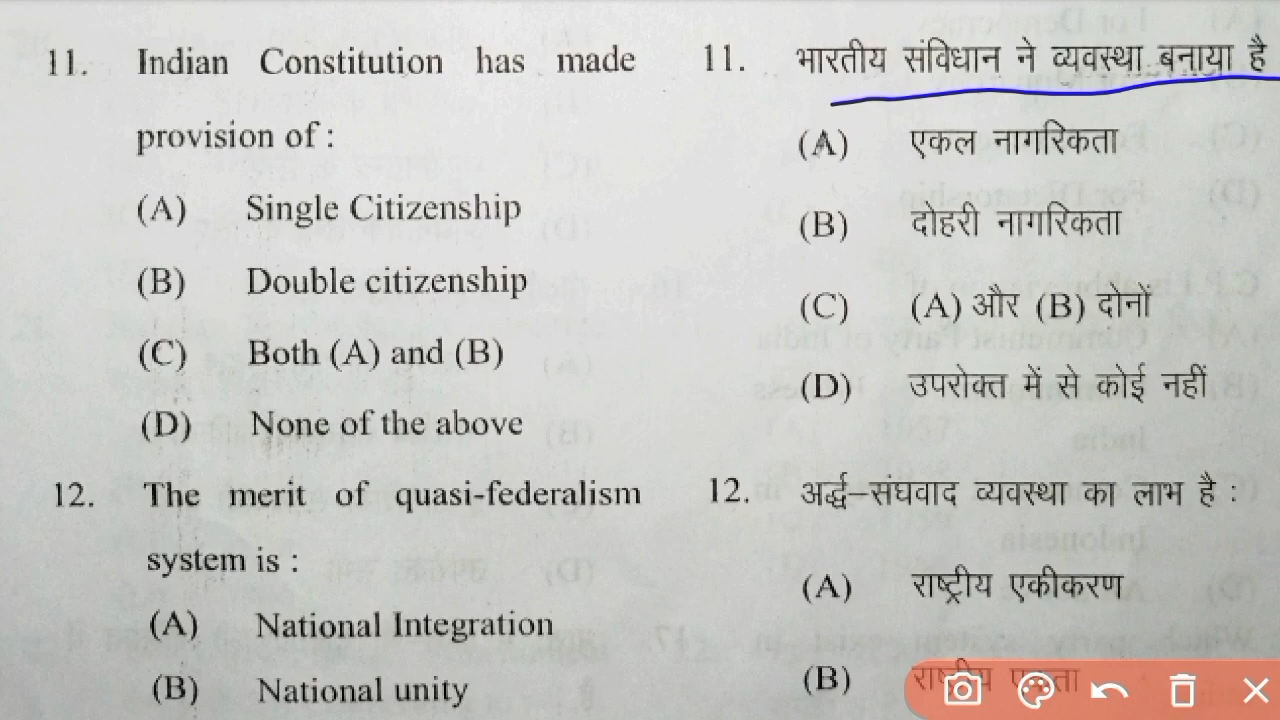 11. Indian Constitution has made
provision of :
(A) Single Citizenship
(B) Double citizenship
(C) Both (A) and (B)
(D) None of the above
12. The merit of quasi-federalism
system is :
(A) National Integration
(B) National unity
11. भारतीय संविधान ने व्यवस्था बनाया है
(A) एकल नागरिकता
(B) दोहरी नागरिकता
(C) (A) और (B) दोनों
(D) उपरोक्त में से कोई नहीं
12. अर्द्ध–संघवाद व्यवस्था का लाभ है :
(A) राष्ट्रीय एकीकरण
(B)